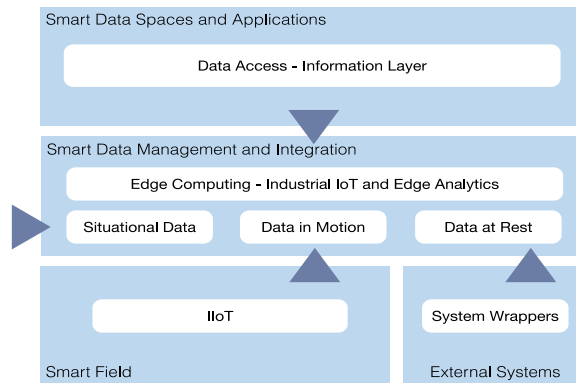 Smart Data Spaces and Applications
Data Access - Information Layer
Smart Data Management and Integration
Edge Computing - Industrial IoT and Edge Analytics
Situational Data
Data in Motion
Data at Rest
IIoT
System Wrappers
Smart Field
External Systems